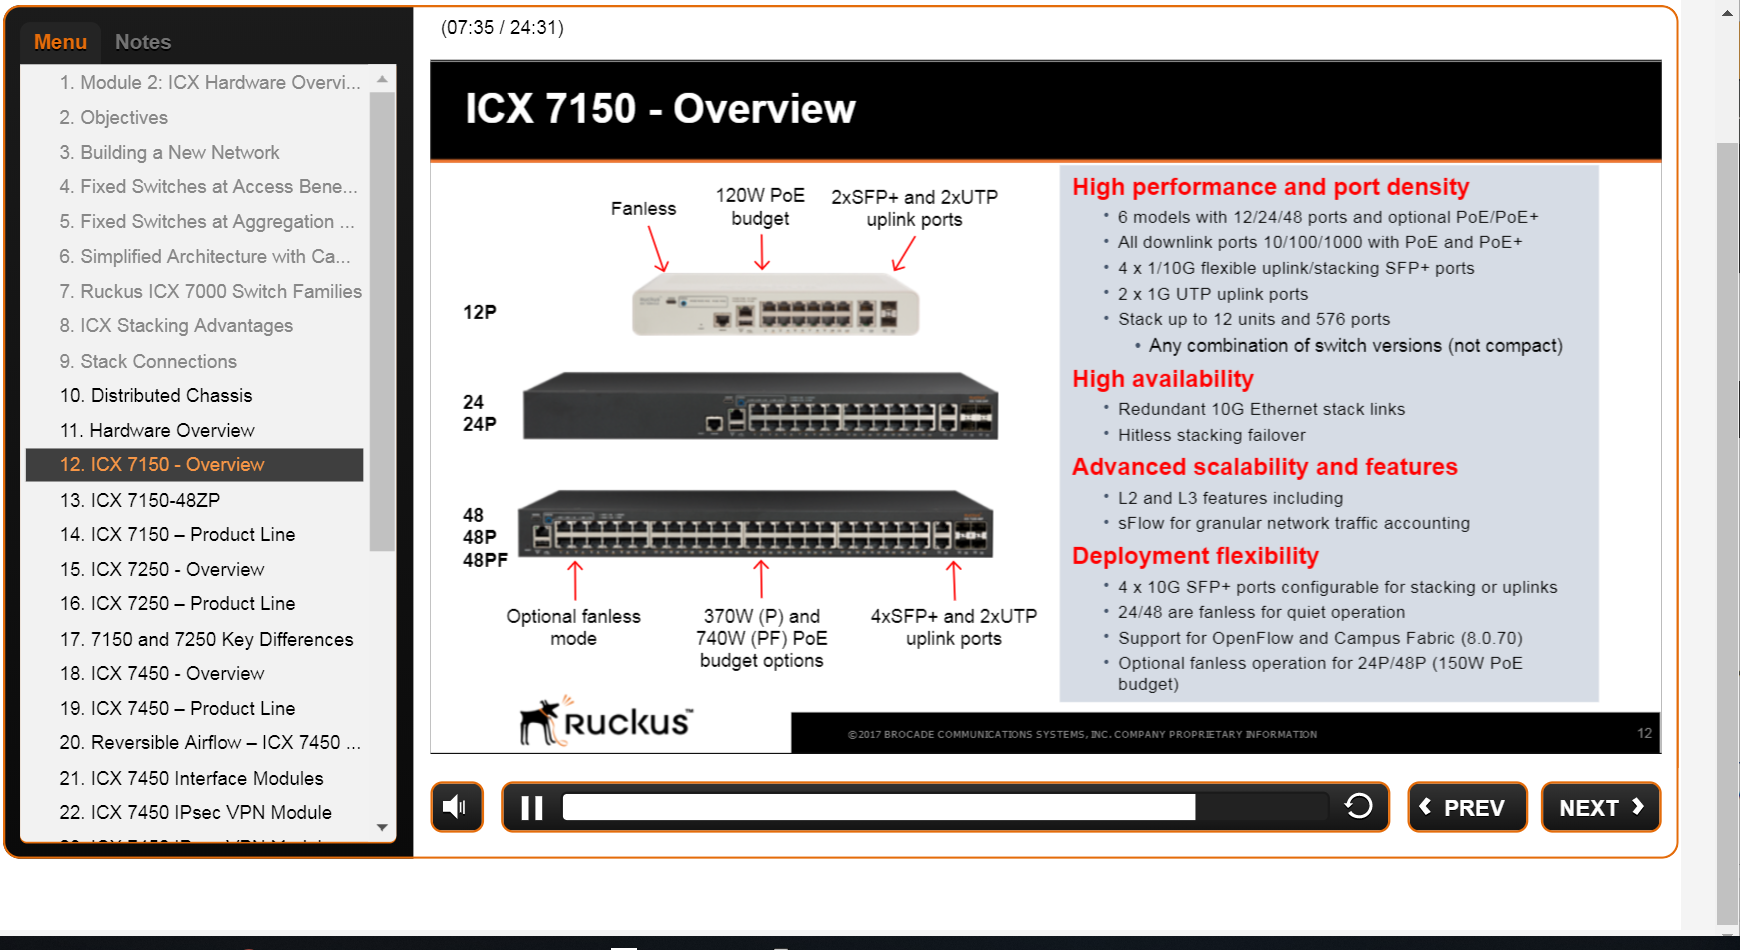 (07:35 / 24:31)
Menu Notes
1. Module 2: ICX Hardware Overvi...
2. Objectives
3. Building a New Network
4. Fixed Switches at Access Bene...
5. Fixed Switches at Aggregation ...
6. Simplified Architecture with Ca...
7. Ruckus ICX 7000 Switch Families
8. ICX Stacking Advantages
9. Stack Connections
10. Distributed Chassis
11. Hardware Overview
12. ICX 7150 - Overview
13. ICX 7150-48ZP
14. ICX 7150 – Product Line
15. ICX 7250 - Overview
16. ICX 7250 – Product Line
17. 7150 and 7250 Key Differences
18. ICX 7450 - Overview
19. ICX 7450 – Product Line
20. Reversible Airflow – ICX 7450 ...
21. ICX 7450 Interface Modules
22. ICX 7450 IPsec VPN Module
ICX 7150 - Overview
Fanless
120W PoE
budget
2xSFP+ and 2xUTP
uplink ports
12P
24
24P
48
48P
48PF
Optional fanless
mode
370W (P) and
740W (PF) PoE
budget options
4xSFP+ and 2xUTP
uplink ports
High performance and port density
• 6 models with 12/24/48 ports and optional PoE/PoE+
• All downlink ports 10/100/1000 with PoE and PoE+
• 4 x 1/10G flexible uplink/stacking SFP+ ports
• 2 x 1G UTP uplink ports
• Stack up to 12 units and 576 ports
• Any combination of switch versions (not compact)
High availability
• Redundant 10G Ethernet stack links
• Hitless stacking failover
Advanced scalability and features
• L2 and L3 features including
• sFlow for granular network traffic accounting
Deployment flexibility
• 4 x 10G SFP+ ports configurable for stacking or uplinks
• 24/48 are fanless for quiet operation
• Support for OpenFlow and Campus Fabric (8.0.70)
• Optional fanless operation for 24P/48P (150W PoE
budget)
RUCKUS™
©2017 BROCADE COMMUNICATIONS SYSTEMS, INC. COMPANY PROPRIETARY INFORMATION
12
PREV
NEXT